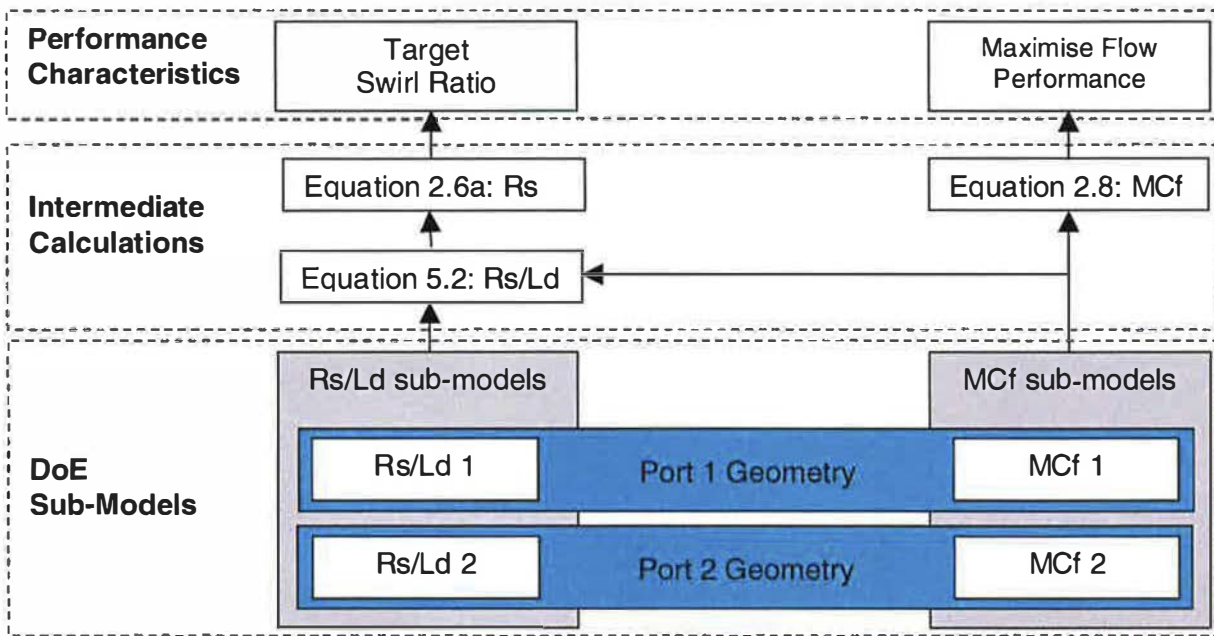 Performance
Characteristics
Target
Swirl Ratio
Maximise Flow
Performance
Intermediate
Calculations
Equation 2.6a: Rs
Equation 2.8: MCf
Equation 5.2: Rs/Ld
DoE
Sub-Models
Rs/Ld sub-models
MCf sub-models
Rs/Ld 1
Port 1 Geometry
MCf 1
Rs/Ld 2
Port 2 Geometry
MCf 2